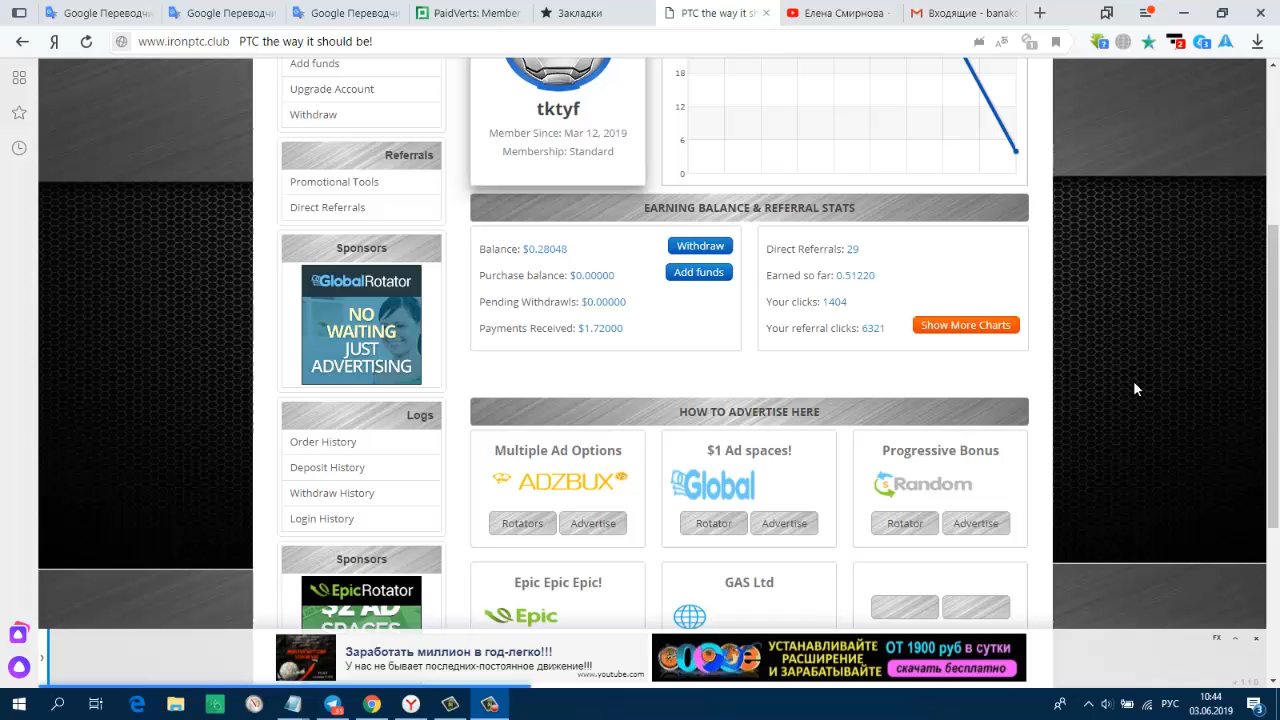 Google Переводч
Google Переводч
Google Переводч
PaidVerts: Member
Закладки
PTC the way it sh
Елена Смирнова -
Входящие - banako
www.ironptc.club PTC the way it should be!
Add funds
Upgrade Account
Withdraw
Referrals
Promotional Tools
Direct Referrals
Sponsors
GlobalRotator
NO
WAITING
JUST
ADVERTISING
Logs
Order History
Deposit History
Withdraw History
Login History
Sponsors
EpicRotator
$2 AD
SPACES
tktyf
Member Since: Mar 12, 2019
Membership: Standard
18
12
6
0
EARNING BALANCE & REFERRAL STATS
Balance: $0.28048
Withdraw
Purchase balance: $0.00000
Add funds
Pending Withdrawls: $0.00000
Payments Received: $1.72000
Direct Referrals: 29
Earned so far: 0.51220
Your clicks: 1404
Your referral clicks: 6321
Show More Charts
HOW TO ADVERTISE HERE
Multiple Ad Options
ADZBUX
Rotators Advertise
$1 Ad spaces!
Global
Rotator Advertise
Progressive Bonus
Random
Rotator Advertise
Epic Epic Epic!
Epic
GAS Ltd
Заработать миллион в год-легко!!!
У нас не бывает последних-постоянное движение!!!
www.youtube.com
УСТАНАВЛИВАЙТЕ
РАСШИРЕНИЕ
И ЗАРАБАТЫВАЙТЕ
ОТ 1900 руб в сутки
скачать бесплатно
FX
РУС
10:44
03.06.2019